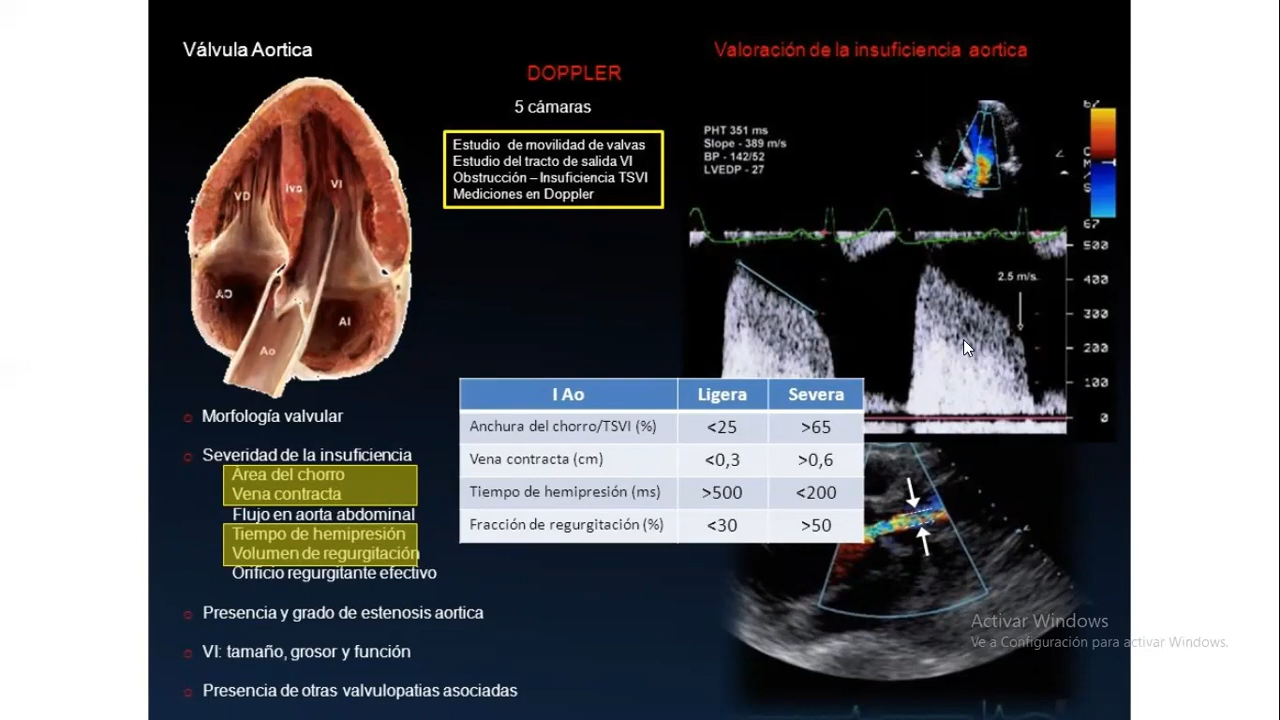 Válvula Aortica
Valoración de la insuficiencia aortica
DOPPLER
5 cámaras
Estudio de movilidad de valvas
Estudio del tracto de salida VI
Obstrucción – Insuficiencia TSVI
Mediciones en Doppler
PHT 351 ms
Slope - 389 m/s
BP - 142/52
LVEDP - 27
67
67
500
400
300
200
100
0
2.5 m/s
VD
VI
AI
Ao
I Ao Ligera Severa
Anchura del chorro/TSVI (%) <25 >65
Vena contracta (cm) <0,3 >0,6
Tiempo de hemipresión (ms) >500 <200
Fracción de regurgitación (%) <30 >50
Morfología valvular
Severidad de la insuficiencia
Área del chorro
Vena contracta
Flujo en aorta abdominal
Tiempo de hemipresión
Volumen de regurgitación
Orificio regurgitante efectivo
Presencia y grado de estenosis aortica
VI: tamaño, grosor y función
Presencia de otras valvulopatias asociadas
Activar Windows
Ve a Configuración para activar Windows.